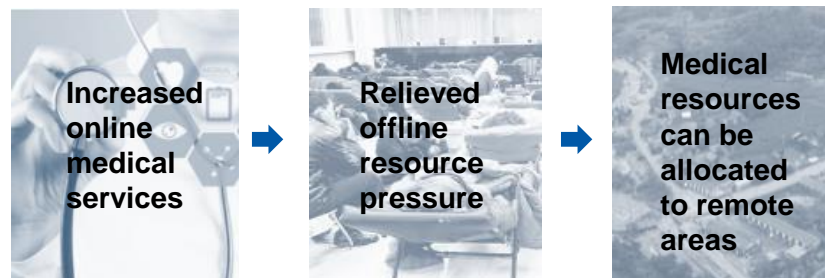 Increased
online
medical
services
Relieved
offline
resource
pressure
Medical
resources
can be
allocated
to remote
areas